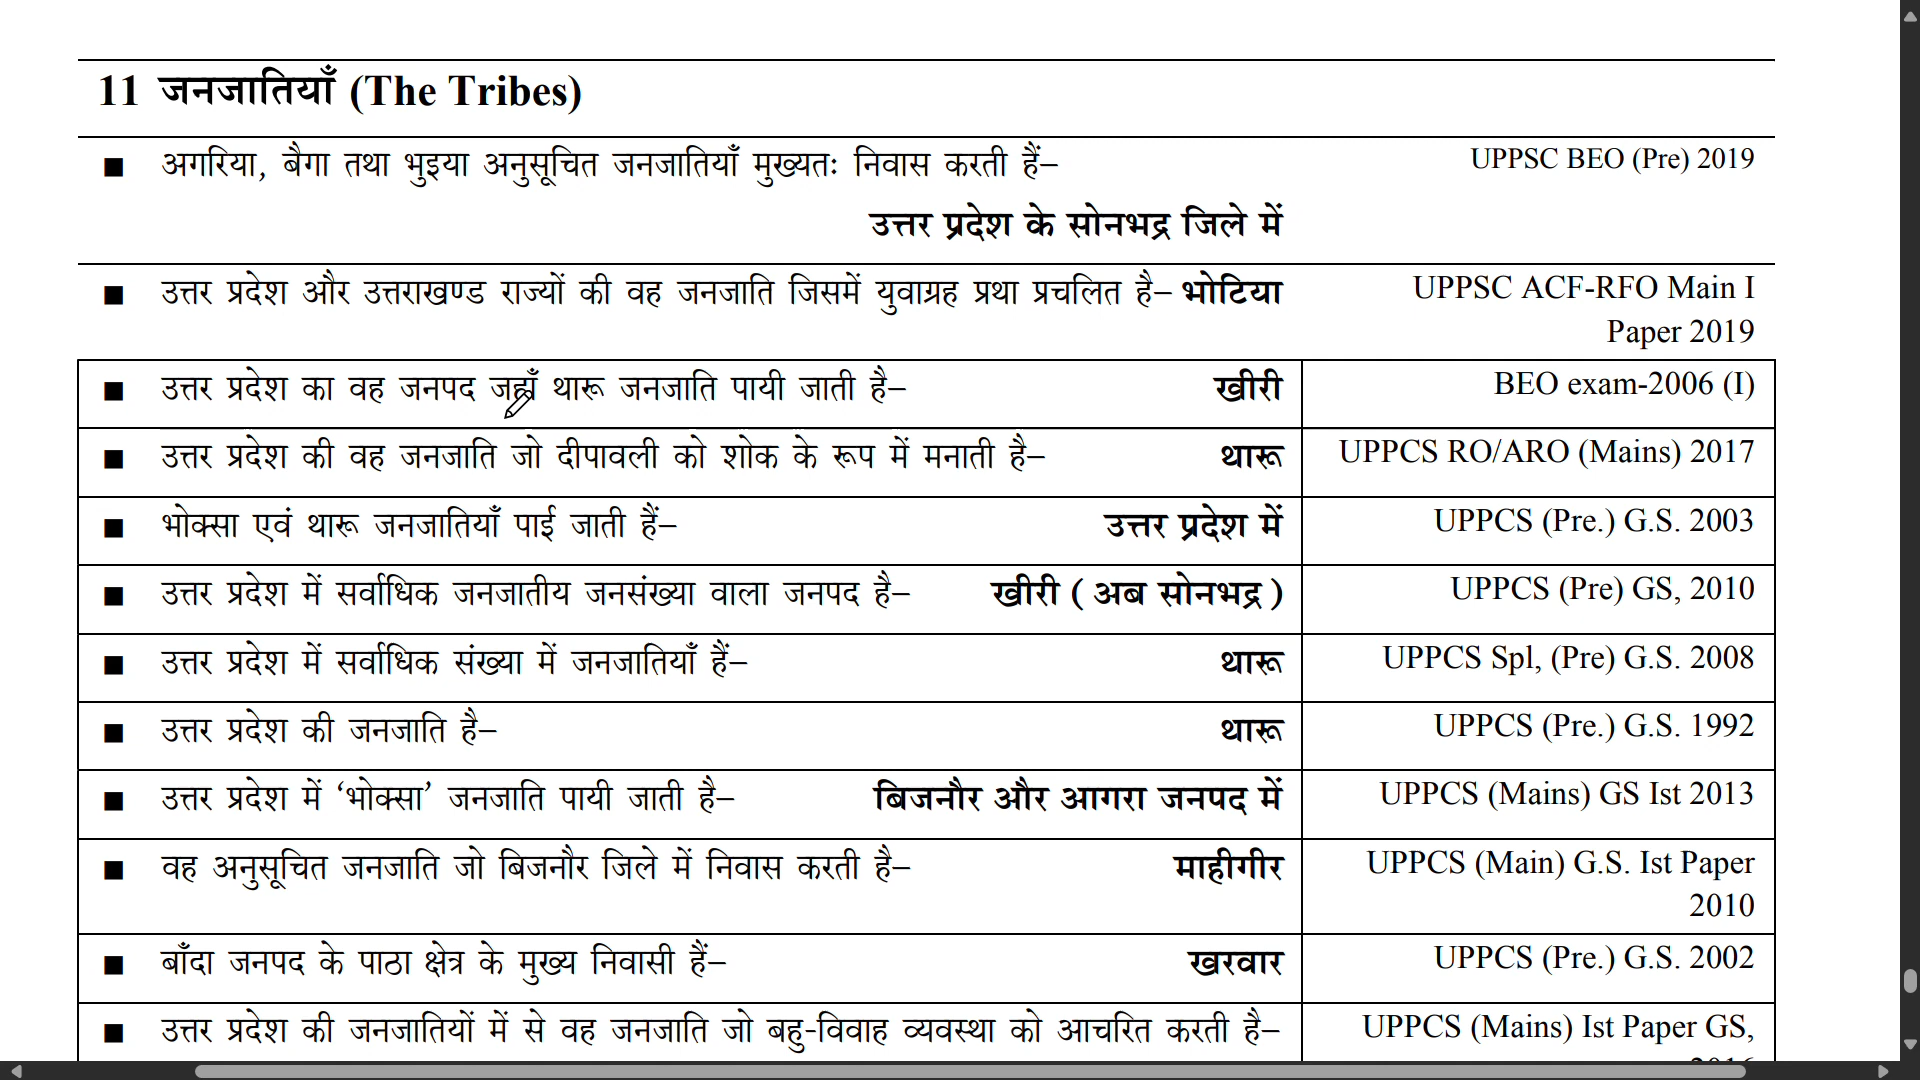 11 जनजातियाँ (The Tribes)
■ अगरिया, बैगा तथा भुइया अनुसूचित जनजातियाँ मुख्यतः निवास करती हैं– UPPSC BEO (Pre) 2019
उत्तर प्रदेश के सोनभद्र जिले में
■ उत्तर प्रदेश और उत्तराखण्ड राज्यों की वह जनजाति जिसमें युवाग्रह प्रथा प्रचलित है– भोटिया UPPSC ACF-RFO Main I
Paper 2019
■ उत्तर प्रदेश का वह जनपद जहाँ थारू जनजाति पायी जाती है– खीरी BEO exam-2006 (I)
■ उत्तर प्रदेश की वह जनजाति जो दीपावली को शोक के रूप में मनाती है– थारू UPPCS RO/ARO (Mains) 2017
■ भोक्सा एवं थारू जनजातियाँ पाई जाती हैं– उत्तर प्रदेश में UPPCS (Pre.) G.S. 2003
■ उत्तर प्रदेश में सर्वाधिक जनजातीय जनसंख्या वाला जनपद है– खीरी ( अब सोनभद्र ) UPPCS (Pre) GS, 2010
■ उत्तर प्रदेश में सर्वाधिक संख्या में जनजातियाँ हैं– थारू UPPCS Spl, (Pre) G.S. 2008
■ उत्तर प्रदेश की जनजाति है– थारू UPPCS (Pre.) G.S. 1992
■ उत्तर प्रदेश में ‘भोक्सा’ जनजाति पायी जाती है– बिजनौर और आगरा जनपद में UPPCS (Mains) GS Ist 2013
■ वह अनुसूचित जनजाति जो बिजनौर जिले में निवास करती है– माहीगीर UPPCS (Main) G.S. Ist Paper
2010
■ बाँदा जनपद के पाठा क्षेत्र के मुख्य निवासी हैं– खरवार UPPCS (Pre.) G.S. 2002
■ उत्तर प्रदेश की जनजातियों में से वह जनजाति जो बहु-विवाह व्यवस्था को आचरित करती है– UPPCS (Mains) Ist Paper GS,